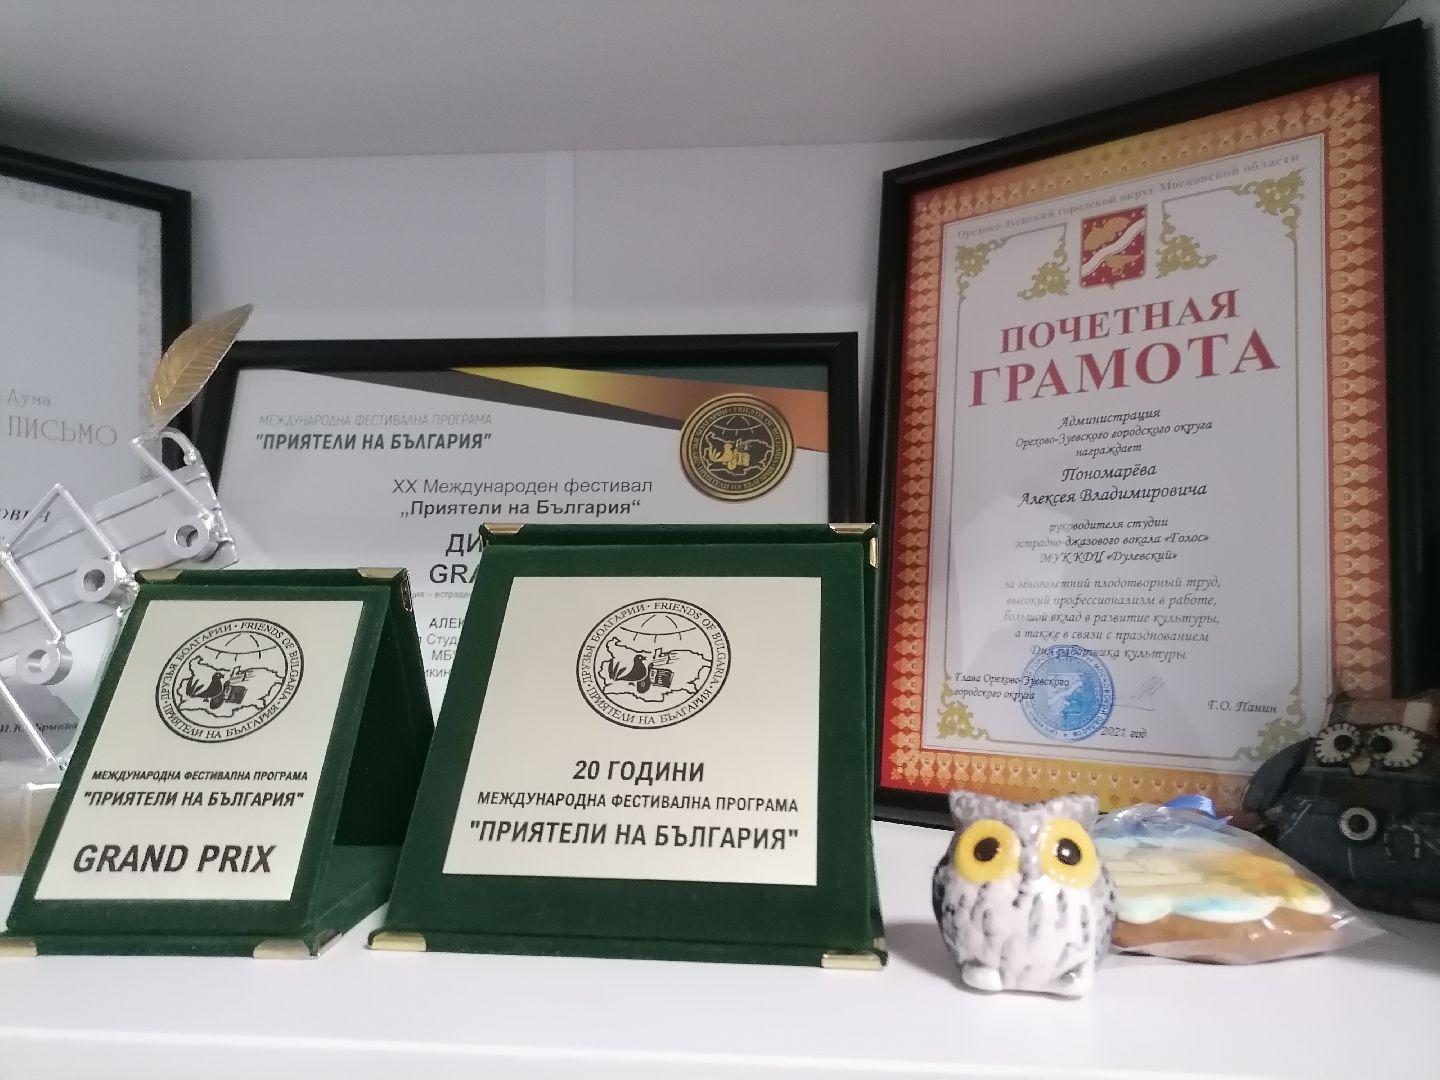 Дума
ПИСЬМО
МЕЖДУНАРОДНА ФЕСТИВАЛНА ПРОГРАМА
"ПРИЯТЕЛИ НА БЪЛГАРИЯ"
XX Международен фестивал
„Приятели на България“
ДИ
GRA
АЛЕК
Студ
МБУ
FRIENDS OF BULGARIA • ПРИЯТЕЛИ НА БЪЛГАРИЯ • ДРУЗЬЯ БОЛГАРИИ •
МЕЖДУНАРОДНА ФЕСТИВАЛНА ПРОГРАМА
"ПРИЯТЕЛИ НА БЪЛГАРИЯ"
GRAND PRIX
FRIENDS OF BULGARIA • ПРИЯТЕЛИ НА БЪЛГАРИЯ • ДРУЗЬЯ БОЛГАРИИ •
20 ГОДИНИ
МЕЖДУНАРОДНА ФЕСТИВАЛНА ПРОГРАМА
"ПРИЯТЕЛИ НА БЪЛГАРИЯ"
Орехово-Зуевский городской округ Московской области
ПОЧЕТНАЯ
ГРАМОТА
Администрация
Орехово-Зуевского городского округа
награждает
Пономарёва
Алексея Владимировича
руководителя студии
эстрадно-джазового вокала «Голос»
МУК КДЦ «Дулевский»
за многолетний плодотворный труд,
высокий профессионализм в работе,
большой вклад в развитие культуры,
а также в связи с празднованием
Дня работника культуры
Глава Орехово-Зуевского
городского округа
Г.О. Панин
2021 год